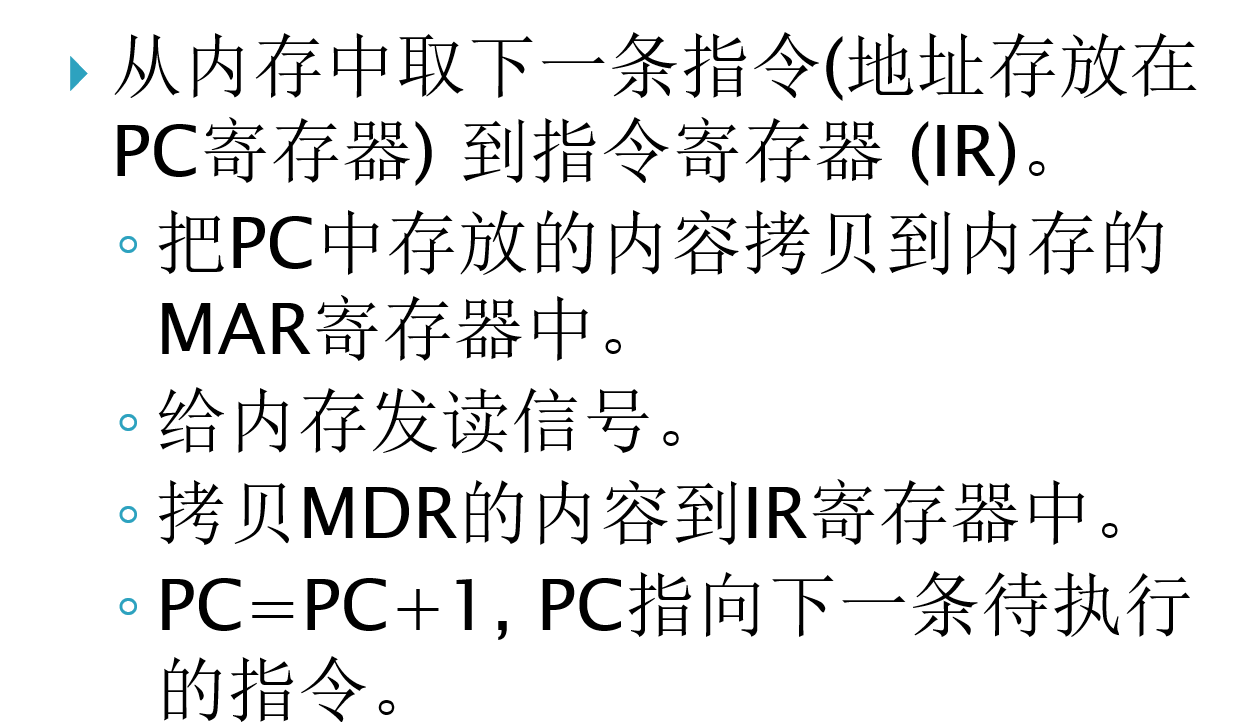 从内存中取下一条指令(地址存放在
PC寄存器) 到指令寄存器 (IR)。
把PC中存放的内容拷贝到内存的
MAR寄存器中。
给内存发读信号。
拷贝MDR的内容到IR寄存器中。
PC=PC+1, PC指向下一条待执行
的指令。